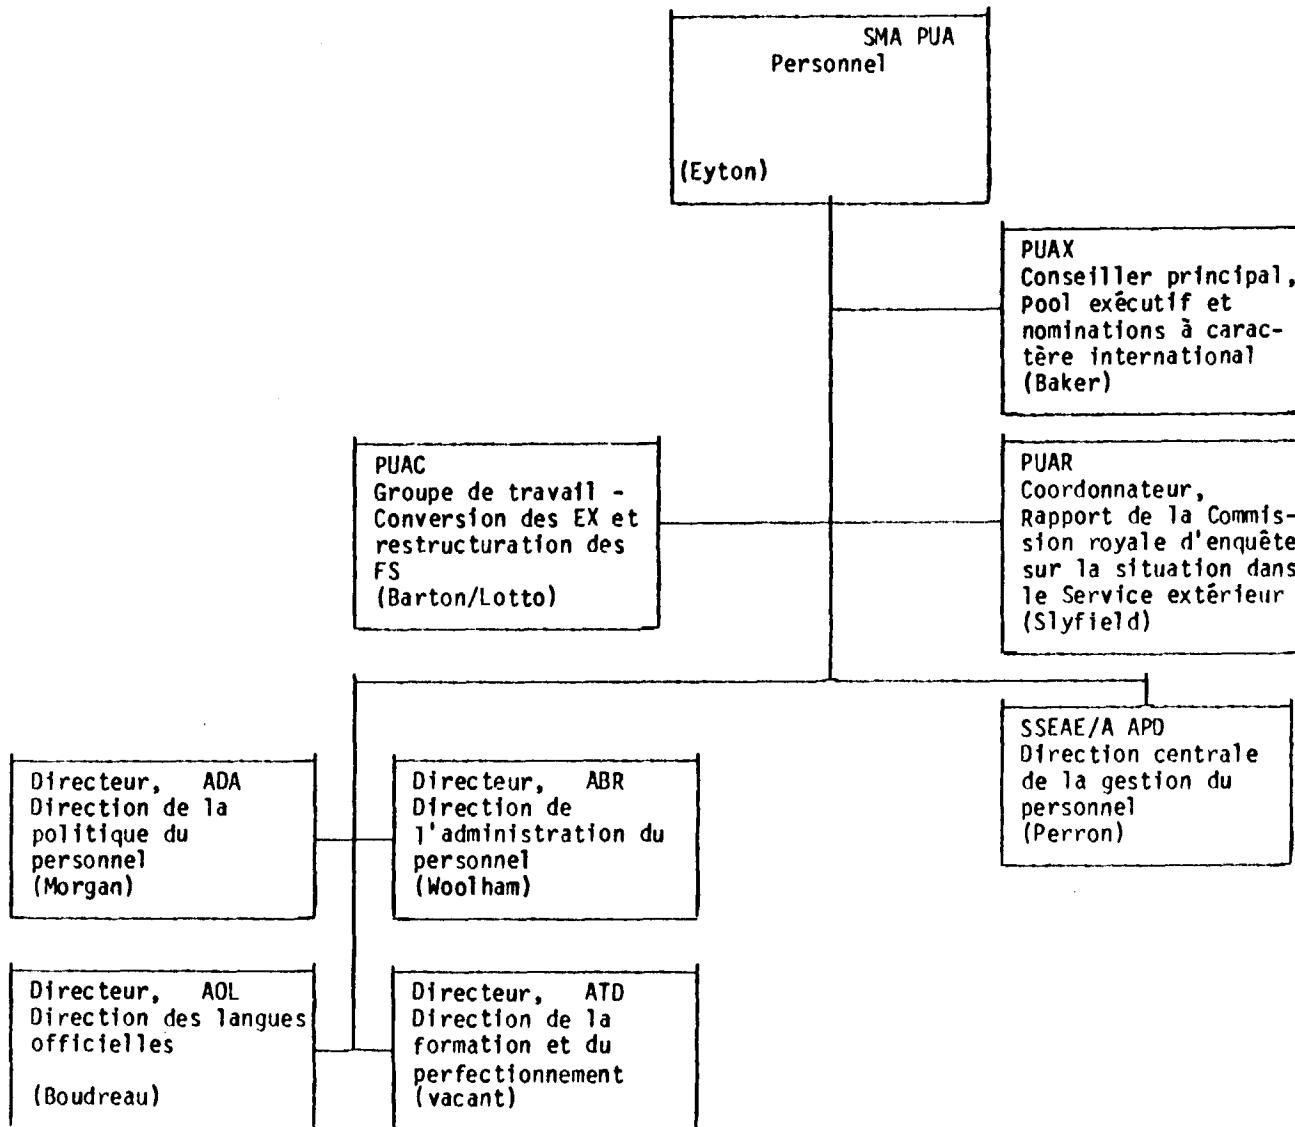 SMA PUA
Personnel
(Eyton)
PUAX
Conseiller principal,
Pool exécutif et
nominations à carac-
tère international
(Baker)
PUAC
Groupe de travail -
Conversion des EX et
restructuration des
FS
(Barton/Lotto)
PUAR
Coordonnateur,
Rapport de la Commis-
sion royale d'enquête
sur la situation dans
le Service extérieur
(Slyfield)
SSEAE/A APD
Direction centrale
de la gestion du
personnel
(Perron)
Directeur, ADA
Direction de la
politique du
personnel
(Morgan)
Directeur, ABR
Direction de
l'administration du
personnel
(Woolham)
Directeur, AOL
Direction des langues
officielles
(Boudreau)
Directeur, ATD
Direction de la
formation et du
perfectionnement
(vacant)